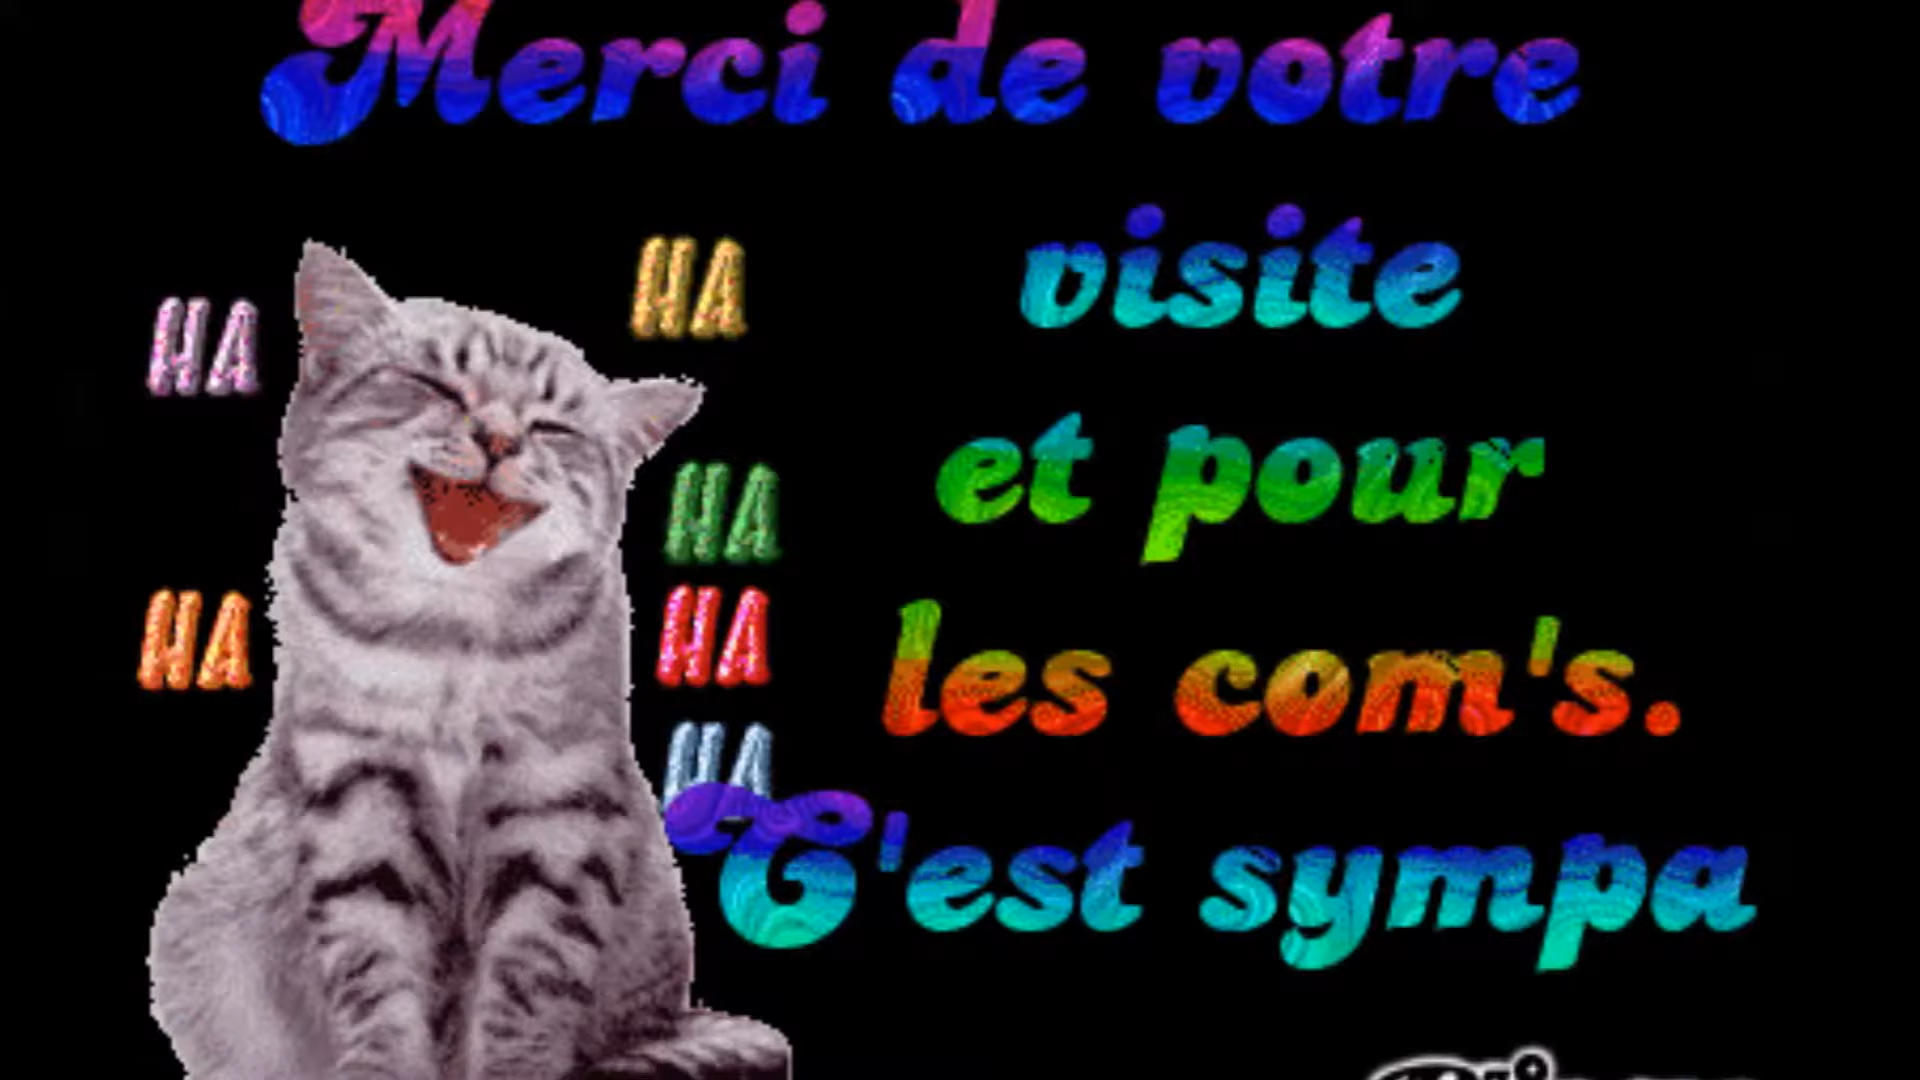 Merci de votre
visite
et pour
les com's.
C'est sympa
HA
HA
HA
HA
HA
HA